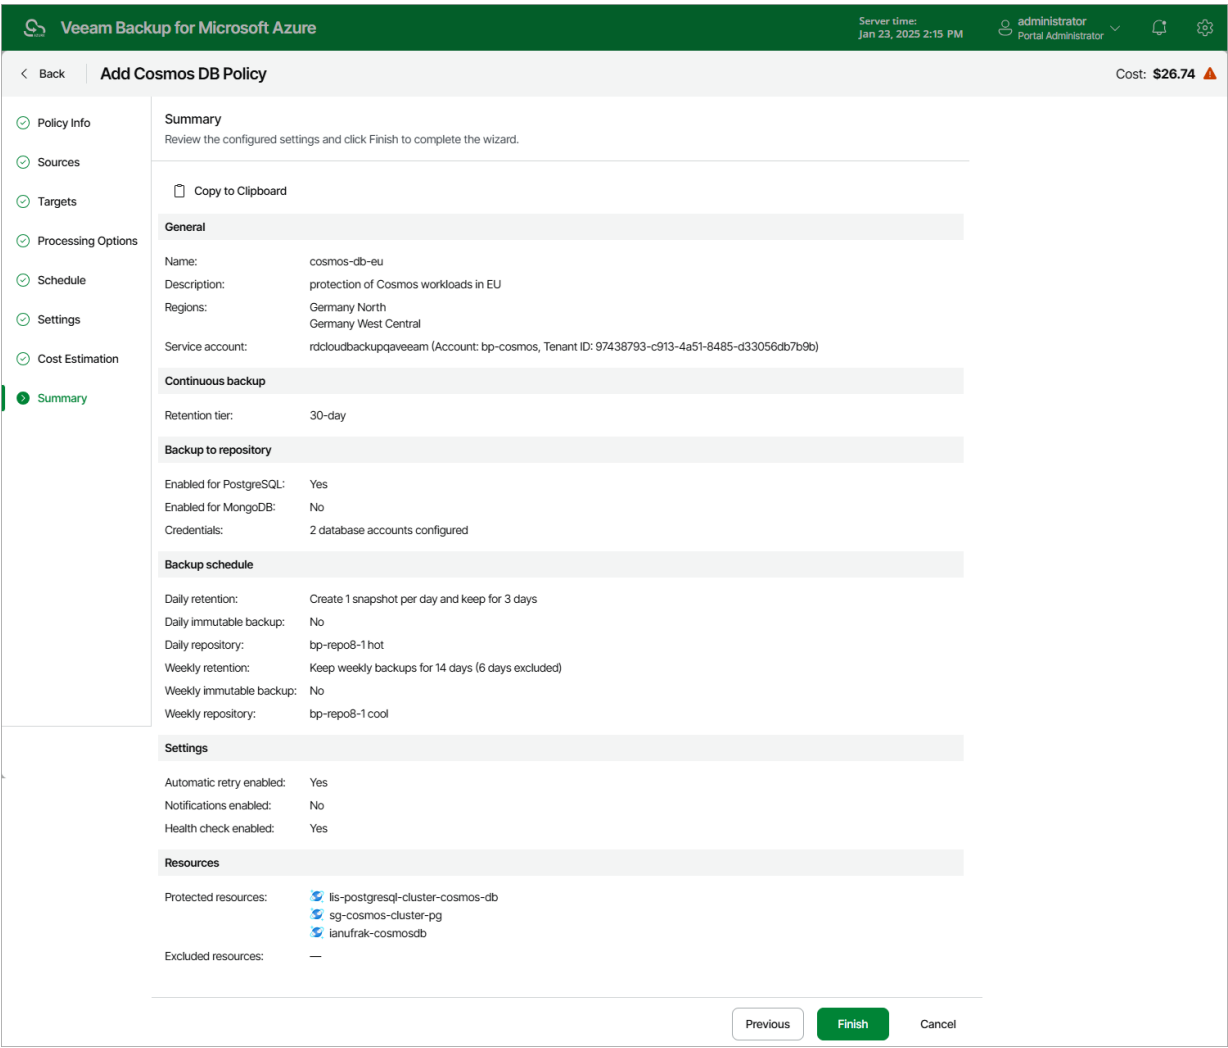 Veeam Backup for Microsoft Azure
Server time:
Jan 23, 2025 2:15 PM
administrator
Portal Administrator
Back
Add Cosmos DB Policy
Cost: $26.74
Policy Info
Sources
Targets
Processing Options
Schedule
Settings
Cost Estimation
Summary
Summary
Review the configured settings and click Finish to complete the wizard.
Copy to Clipboard
General
Name: cosmos-db-eu
Description: protection of Cosmos workloads in EU
Regions: Germany North
Germany West Central
Service account: rdcloudbackupqaveeam (Account: bp-cosmos, Tenant ID: 97438793-c913-4a51-8485-d33056db7b9b)
Continuous backup
Retention tier: 30-day
Backup to repository
Enabled for PostgreSQL: Yes
Enabled for MongoDB: No
Credentials: 2 database accounts configured
Backup schedule
Daily retention: Create 1 snapshot per day and keep for 3 days
Daily immutable backup: No
Daily repository: bp-repo8-1 hot
Weekly retention: Keep weekly backups for 14 days (6 days excluded)
Weekly immutable backup: No
Weekly repository: bp-repo8-1 cool
Settings
Automatic retry enabled: Yes
Notifications enabled: No
Health check enabled: Yes
Resources
Protected resources: lis-postgresql-cluster-cosmos-db
sg-cosmos-cluster-pg
ianufrak-cosmosdb
Excluded resources: —
Previous
Finish
Cancel